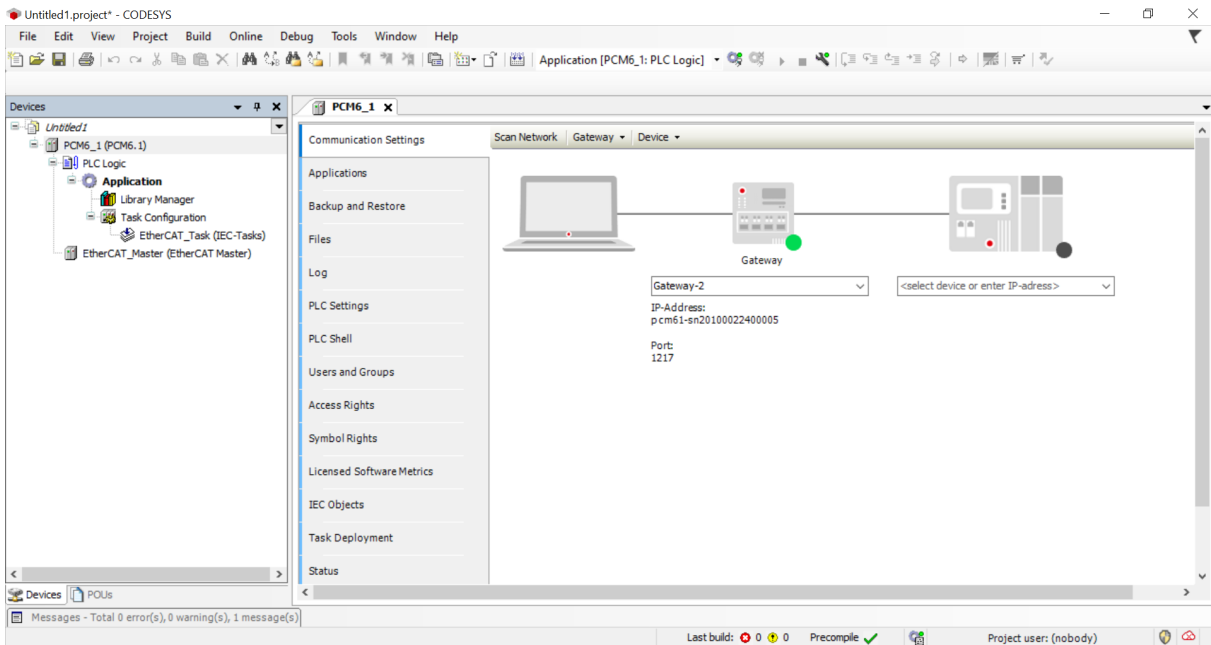 Untitled1.project* - CODESYS
File Edit View Project Build Online Debug Tools Window Help
Application [PCM6_1: PLC Logic]
Devices
PCM6_1
Untitled1
PCM6_1 (PCM6.1)
PLC Logic
Application
Library Manager
Task Configuration
EtherCAT_Task (IEC-Tasks)
EtherCAT_Master (EtherCAT Master)
Communication Settings
Applications
Backup and Restore
Files
Log
PLC Settings
PLC Shell
Users and Groups
Access Rights
Symbol Rights
Licensed Software Metrics
IEC Objects
Task Deployment
Status
Scan Network Gateway Device
Gateway
Gateway-2
<select device or enter IP-adress>
IP-Address:
pcm61-sn20100022400005
Port:
1217
Devices POUs
Messages - Total 0 error(s), 0 warning(s), 1 message(s)
Last build: 0 0 Precompile Project user: (nobody)